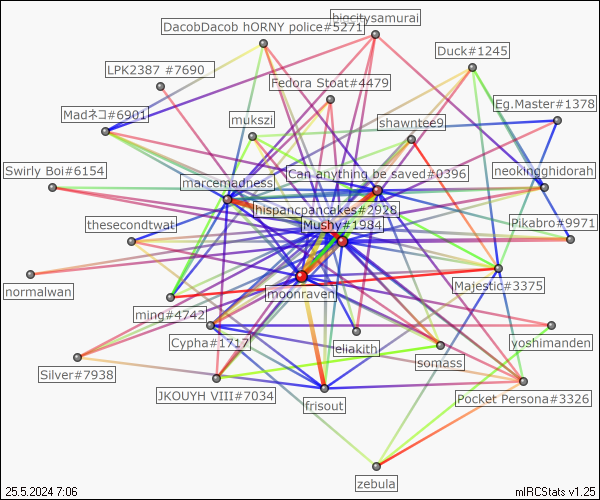 bigcitysamurai
DacobDacob hORNY police#5271
Duck#1245
LPK2387 #7690
Fedora Stoat#4479
Eg.Master#1378
Madネコ#6901
mukszi
shawntee9
Swirly Boi#6154
Can anything be saved#0396
neokingghidorah
marcemadness
hispancpancakes#2928
thesecondtwat
Mushy#1984
Pikabro#9971
normalwan
moonraven
Majestic#3375
ming#4742
Cypha#1717
eliakith
yoshimanden
Silver#7938
somass
JKOUYH VIII#7034
frisout
Pocket Persona#3326
zebula
25.5.2024 7:06
mIRCStats v1.25